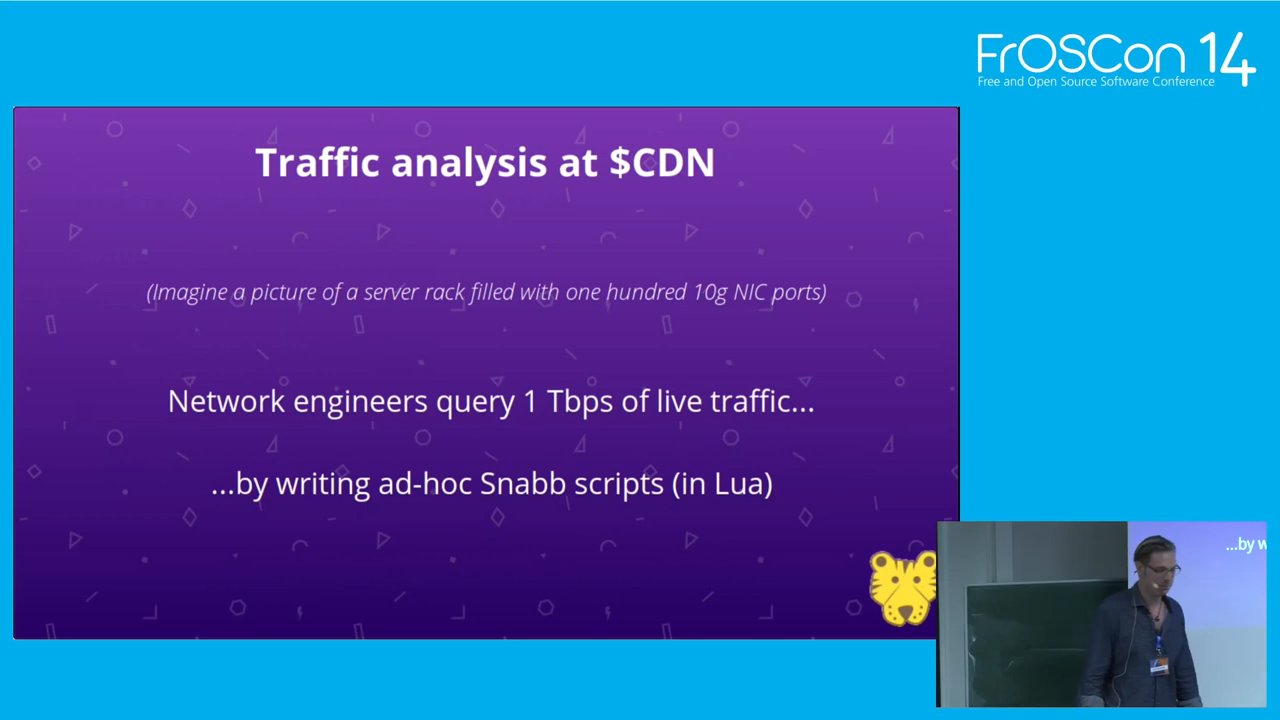 FrOSCon 14
Free and Open Source Software Conference
Traffic analysis at $CDN
(Imagine a picture of a server rack filled with one hundred 10g NIC ports)
Network engineers query 1 Tbps of live traffic...
...by writing ad-hoc Snabb scripts (in Lua)
...by w